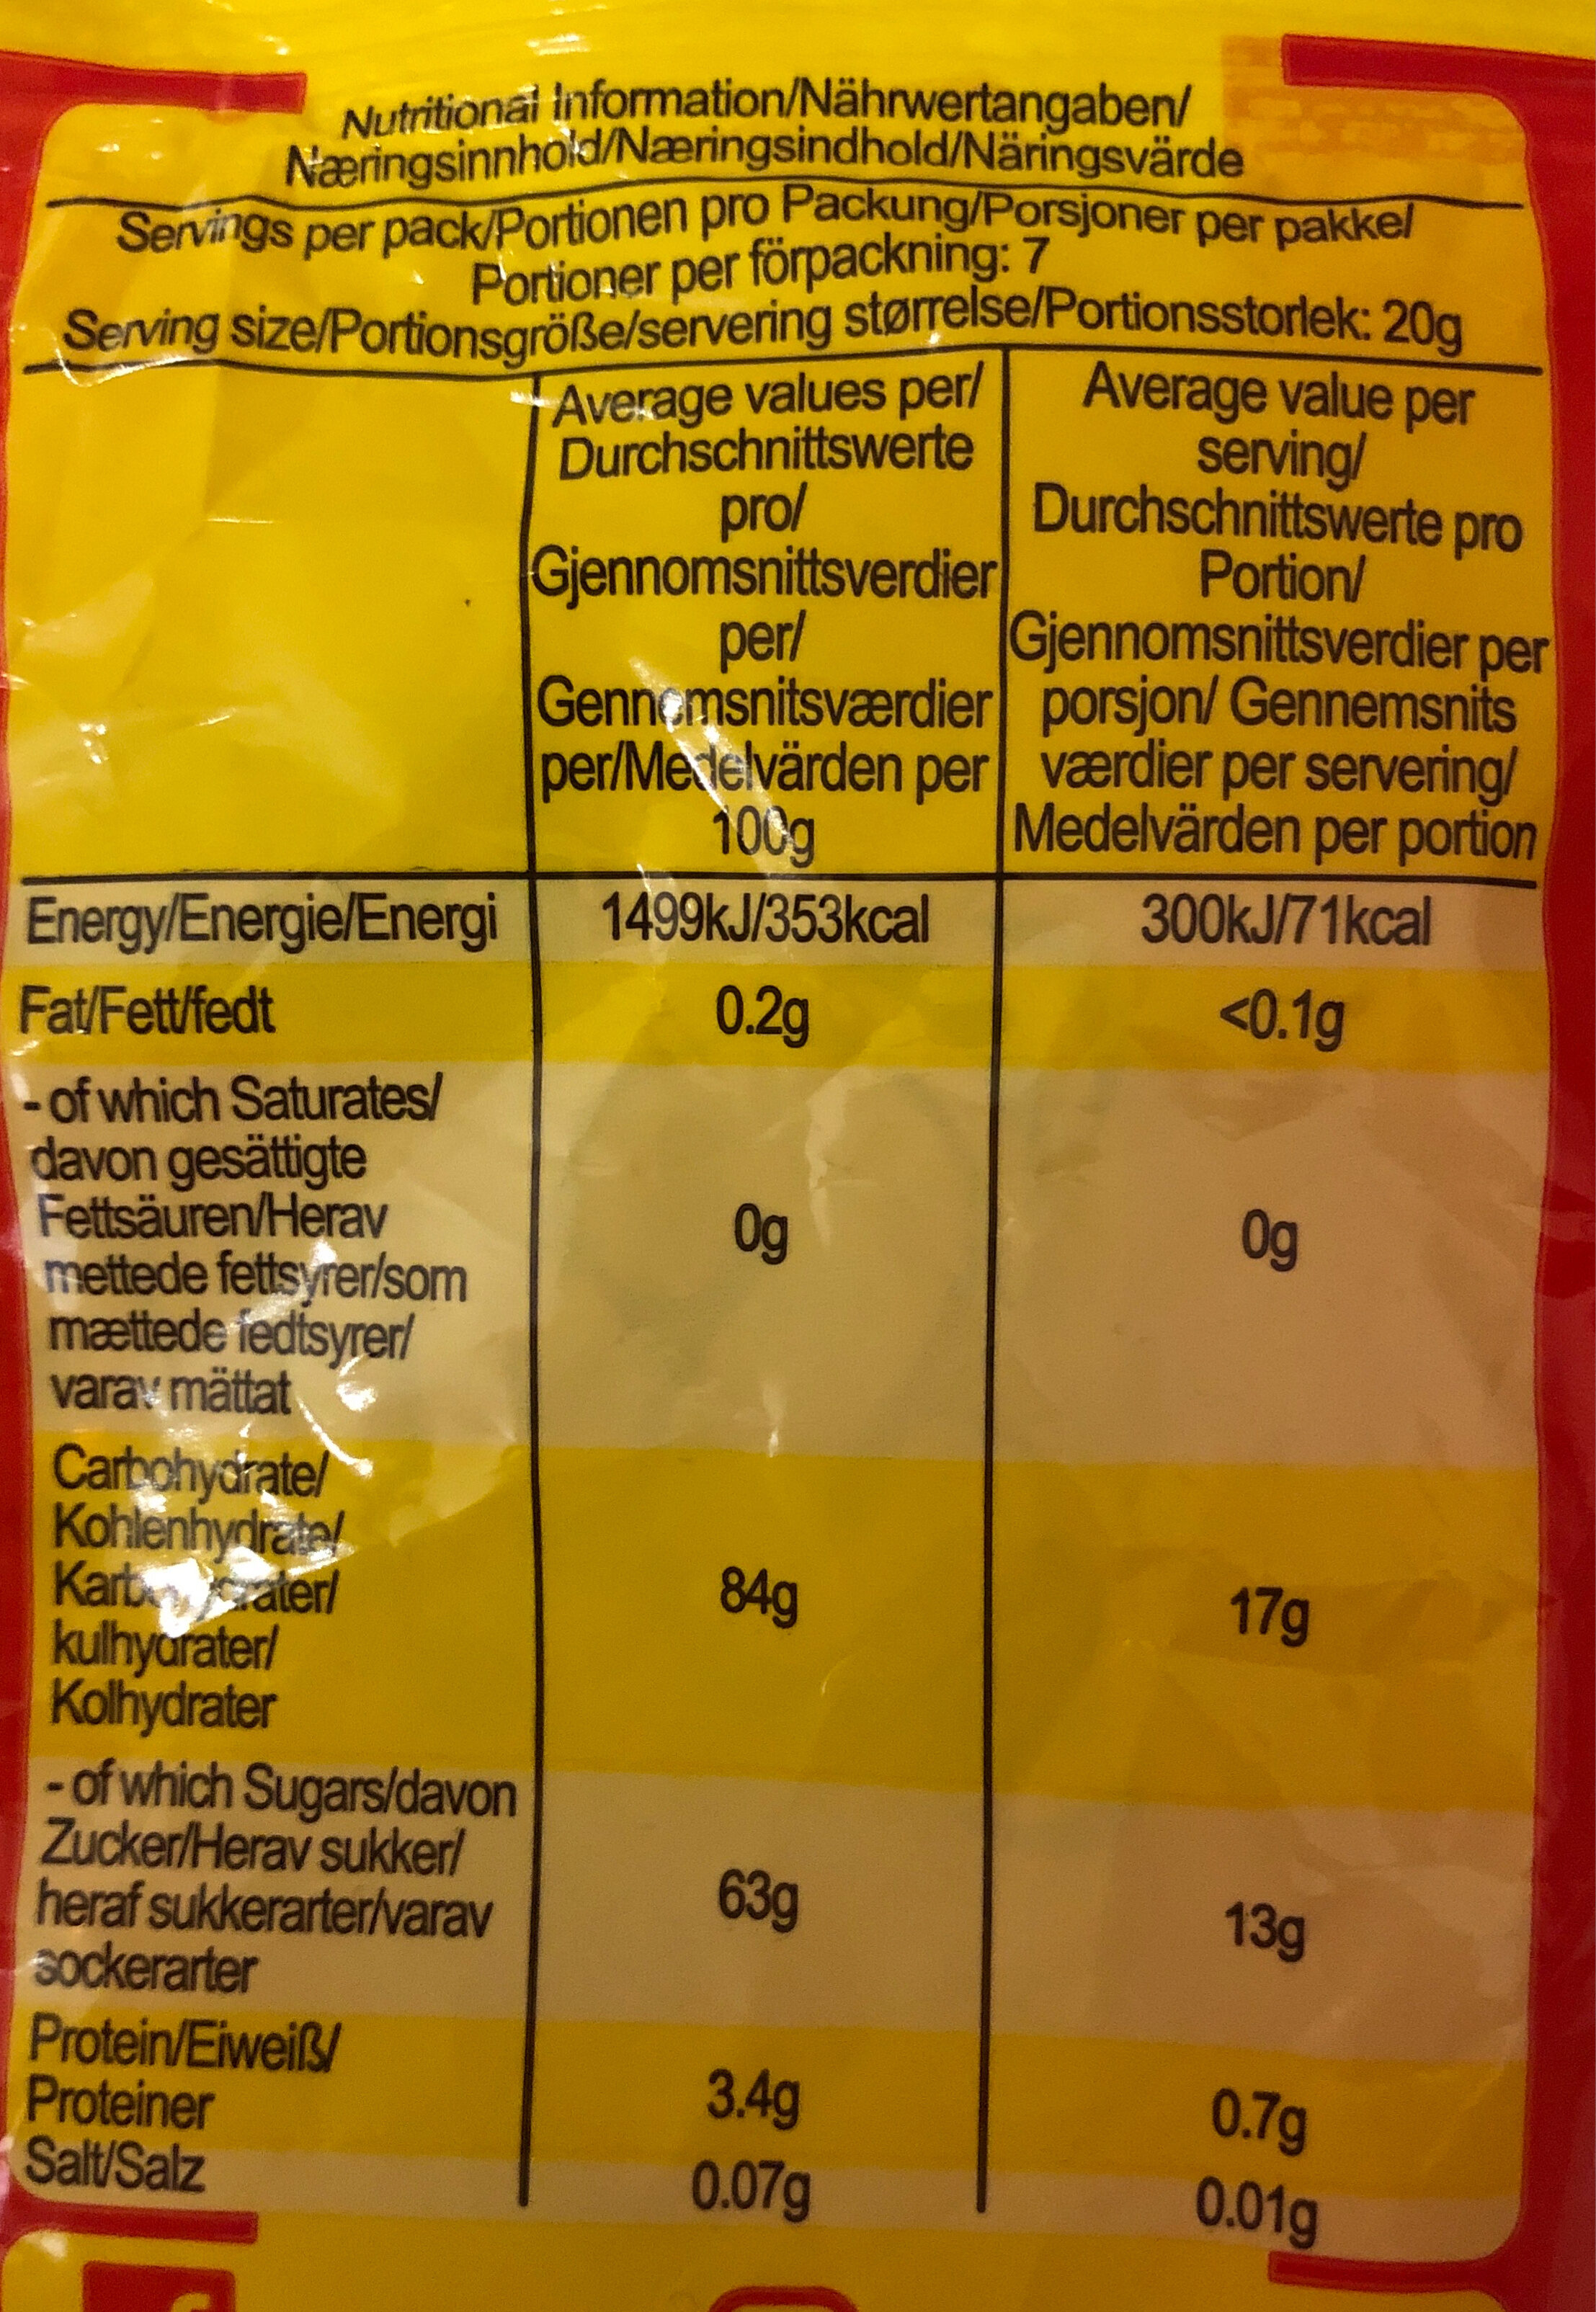 Nutritional Information/Nährwertangaben/
Næringsinnhold/Næringsindhold/Näringsvärde
Servings per pack/Portionen pro Packung/Porsjoner per pakke/
Portioner per förpackning: 7
Serving size/Portionsgröße/servering størrelse/Portionsstorlek: 20g
Average values per/
Durchschnittswerte
pro/
Gjennomsnittsverdier
per/
Gennemsnitsværdier
per/Medelvärden per
100g
Average value per
serving/
Durchschnittswerte pro
Portion/
Gjennomsnittsverdier per
porsjon/ Gennemsnits
værdier per servering/
Medelvärden per portion
Energy/Energie/Energi 1499kJ/353kcal 300kJ/71kcal
Fat/Fett/fedt 0.2g <0.1g
- of which Saturates/
davon gesättigte
Fettsäuren/Herav
mettede fettsyrer/som
mættede fedtsyrer/
varav mättat
0g 0g
Carbohydrate/
Kohlenhydrate/
kulhydrater/
Kolhydrater
84g 17g
- of which Sugars/davon
Zucker/Herav sukker/
heraf sukkerarter/varav
sockerarter
63g 13g
Protein/Eiweiß/
Proteiner
3.4g 0.7g
Salt/Salz 0.07g 0.01g